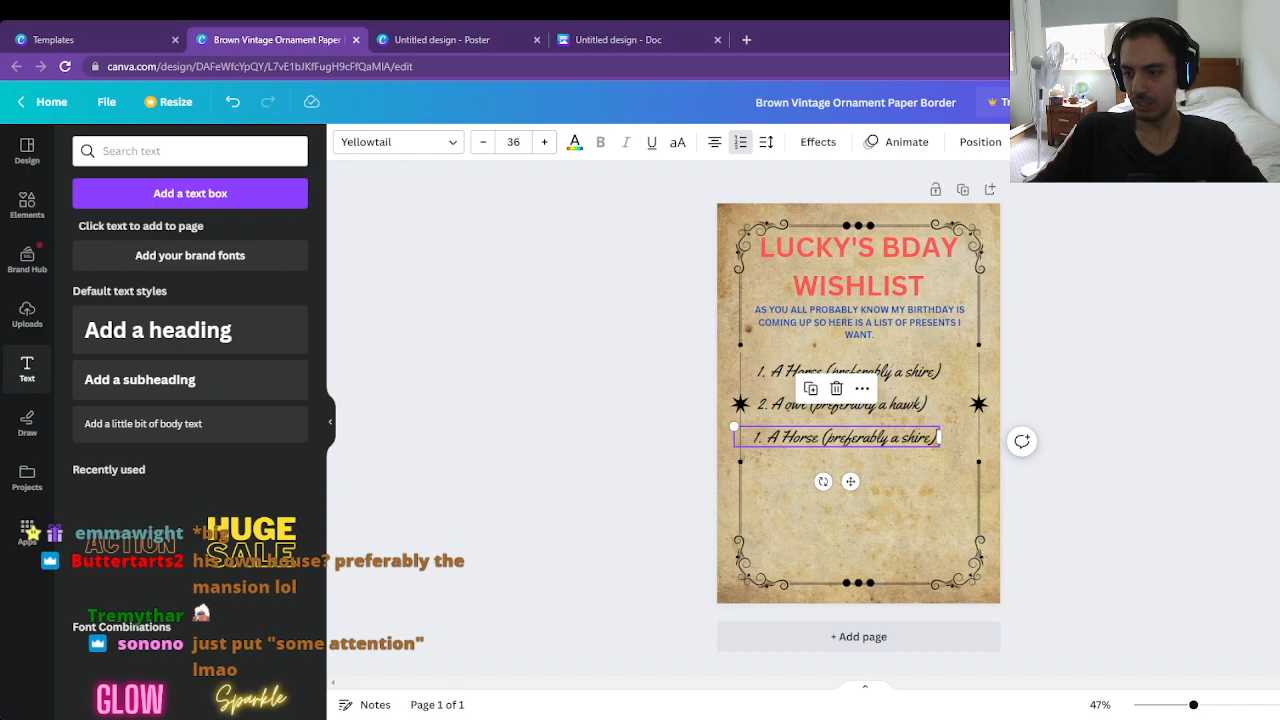 Templates
Brown Vintage Ornament Paper
Untitled design - Poster
Untitled design - Doc
canva.com/design/DAFeWfcYpQY/L7vE1bJKfFugH9cFfQaMIA/edit
Home
File
Resize
Brown Vintage Ornament Paper Border
Search text
Yellowtail
36
A
B
I
U
aA
Effects
Animate
Position
Design
Elements
Brand Hub
Uploads
Text
Draw
Projects
Apps
Add a text box
Click text to add to page
Add your brand fonts
Default text styles
Add a heading
Add a subheading
Add a little bit of body text
Recently used
ACTION
HUGE
SALE
Font Combinations
GLOW
Sparkle
emmawight *big
Buttertarts2 his own house? preferably the
mansion lol
Tremythar
sonono just put "some attention"
lmao
LUCKY'S BDAY
WISHLIST
AS YOU ALL PROBABLY KNOW MY BIRTHDAY IS
COMING UP SO HERE IS A LIST OF PRESENTS I
WANT.
1. A Horse (preferably a shire)
2. A owl (preferably a hawk)
1. A Horse (preferably a shire)
+ Add page
Notes
Page 1 of 1
47%